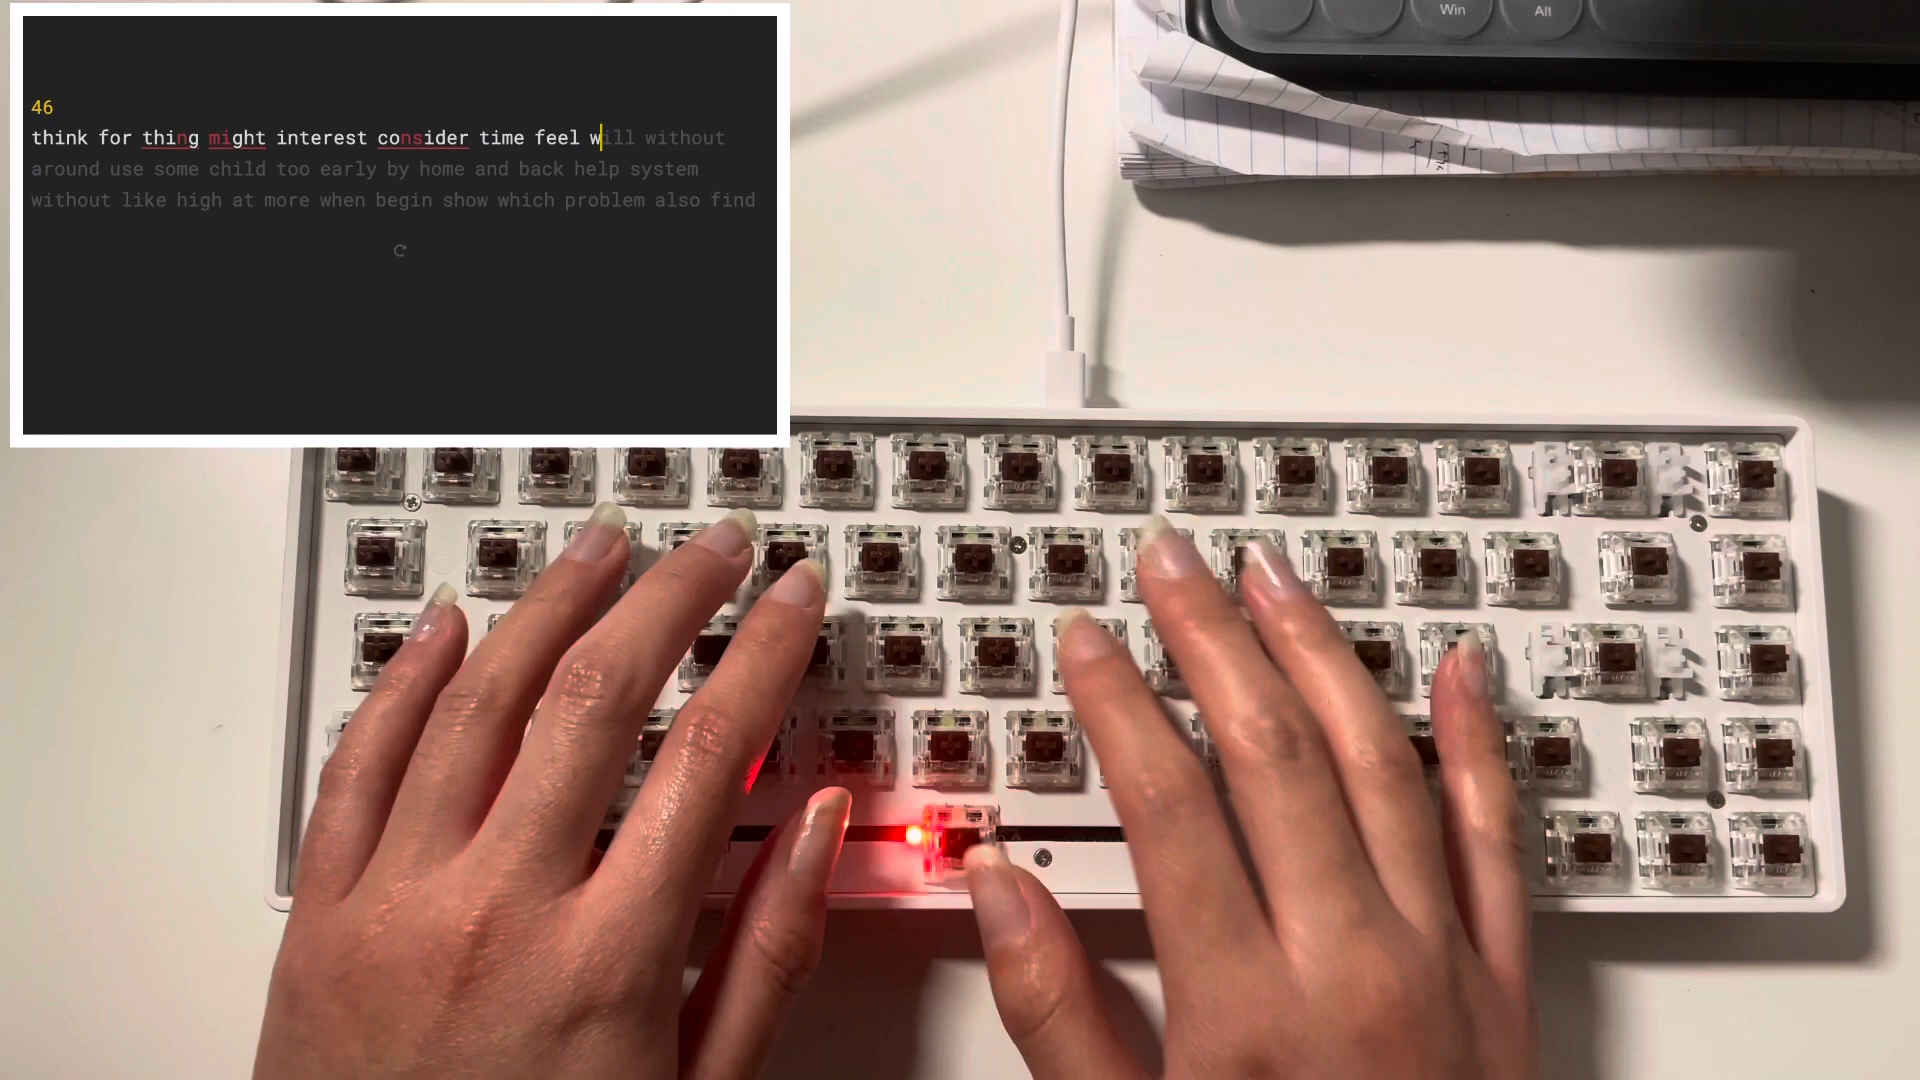 46
think for thing might interest consider time feel will without
around use some child too early by home and back help system
without like high at more when begin show which problem also find
Win
Alt